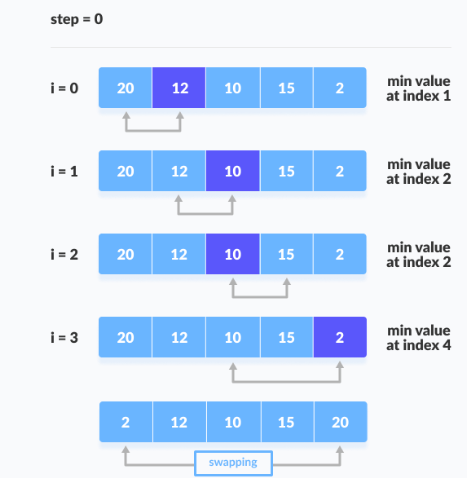 step = 0
i = 0 20 12 10 15 2 min value
at index 1
i = 1 20 12 10 15 2 min value
at index 2
i = 2 20 12 10 15 2 min value
at index 2
i = 3 20 12 10 15 2 min value
at index 4
2 12 10 15 20
swapping